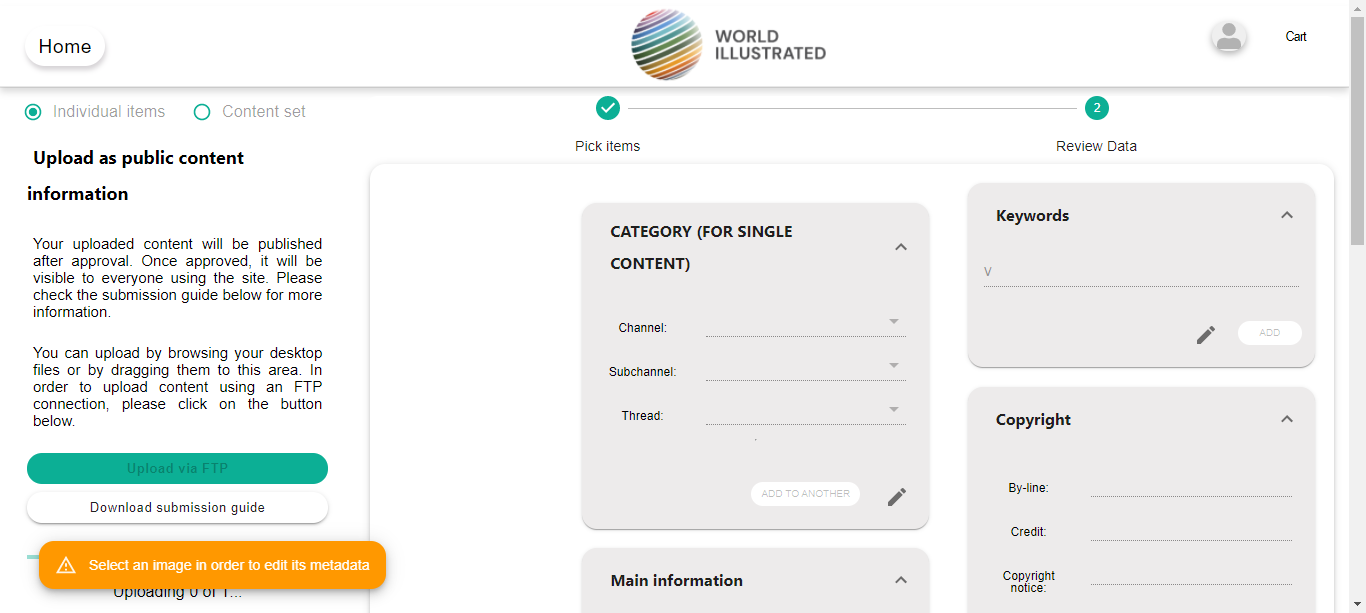 Home
WORLD
ILLUSTRATED
Cart
Individual items
Content set
2
Pick items
Review Data
Upload as public content
information
Your uploaded content will be published
after approval. Once approved, it will be
visible to everyone using the site. Please
check the submission guide below for more
information.
You can upload by browsing your desktop
files or by dragging them to this area. In
order to upload content using an FTP
connection, please click on the button
below.
Upload via FTP
Download submission guide
Select an image in order to edit its metadata
Uploading 0 of 1...
CATEGORY (FOR SINGLE
CONTENT)
Channel:
Subchannel:
Thread:
ADD TO ANOTHER
Main information
Keywords
V
ADD
Copyright
By-line:
Credit:
Copyright
notice: